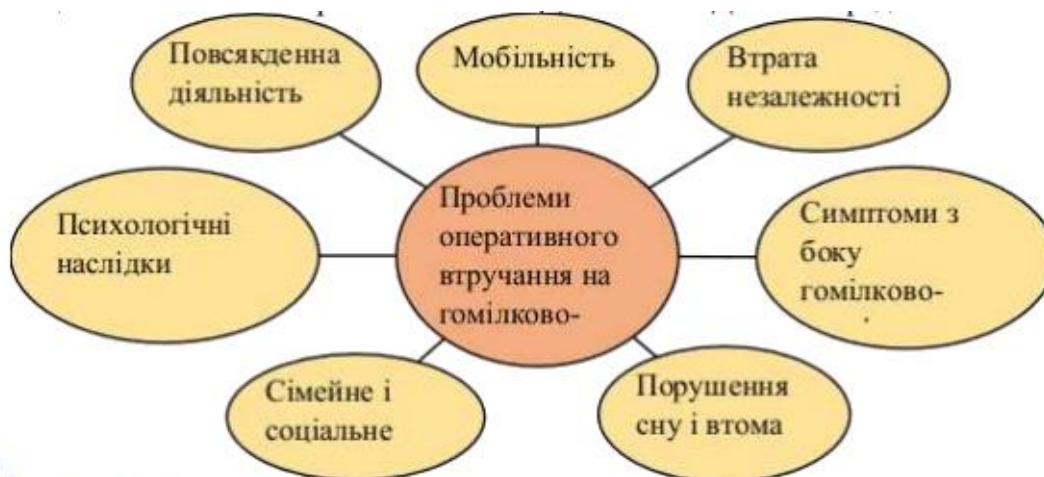 Повсякденна
діяльність
Мобільність
Втрата
незалежності
Психологічні
наслідки
Проблеми
оперативного
втручання на
гомілково-
Симптоми з
боку
гомілково-
Сімейне і
соціальне
Порушення
сну і втома